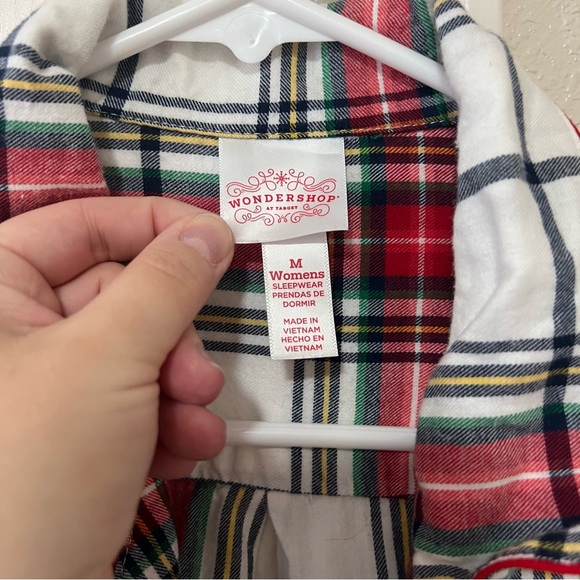 WONDERSHOP
AT TARGET
M
Womens
SLEEPWEAR
PRENDAS DE
DORMIR
MADE IN
VIETNAM
HECHO EN
VIETNAM